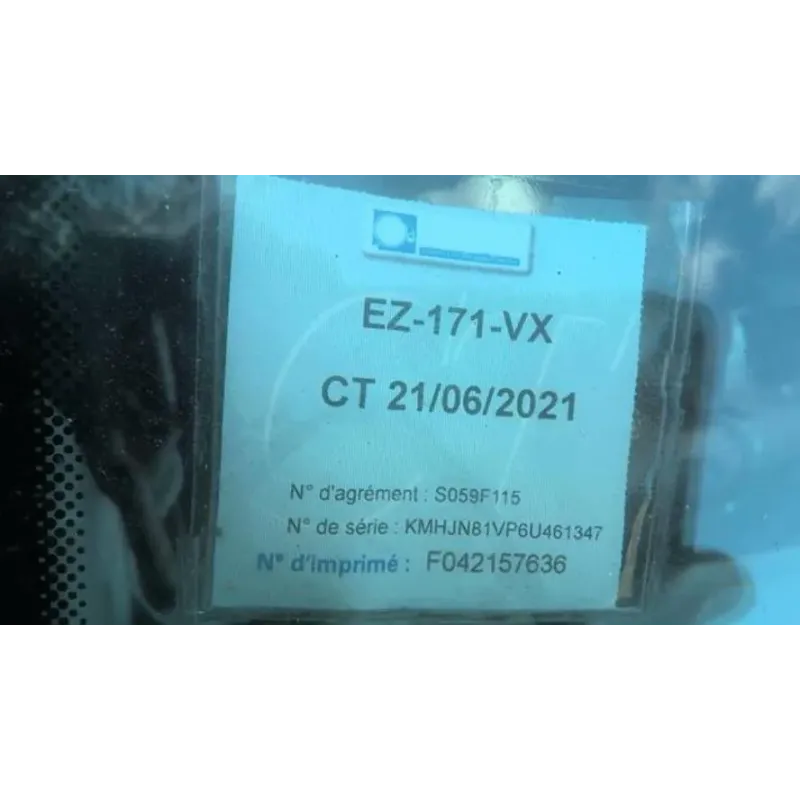 EZ-171-VX
CT 21/06/2021
N° d'agrément : S059F115
N° de série : KMHJN81VP6U461347
N° d'imprimé : F042157636